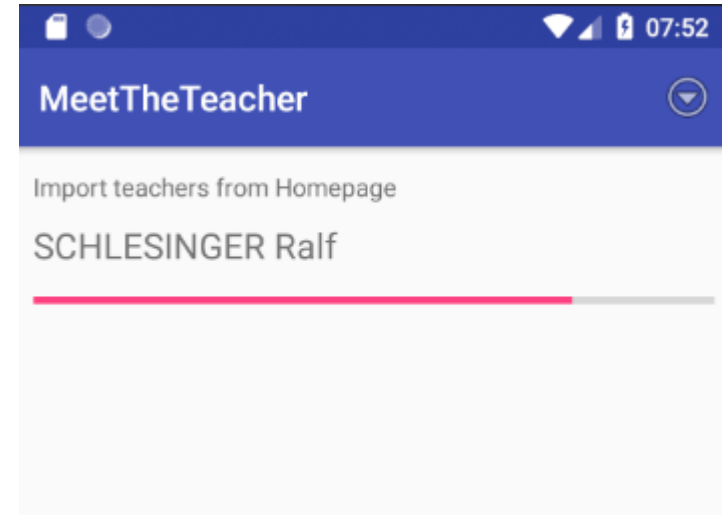 07:52
MeetTheTeacher
Import teachers from Homepage
SCHLESINGER Ralf